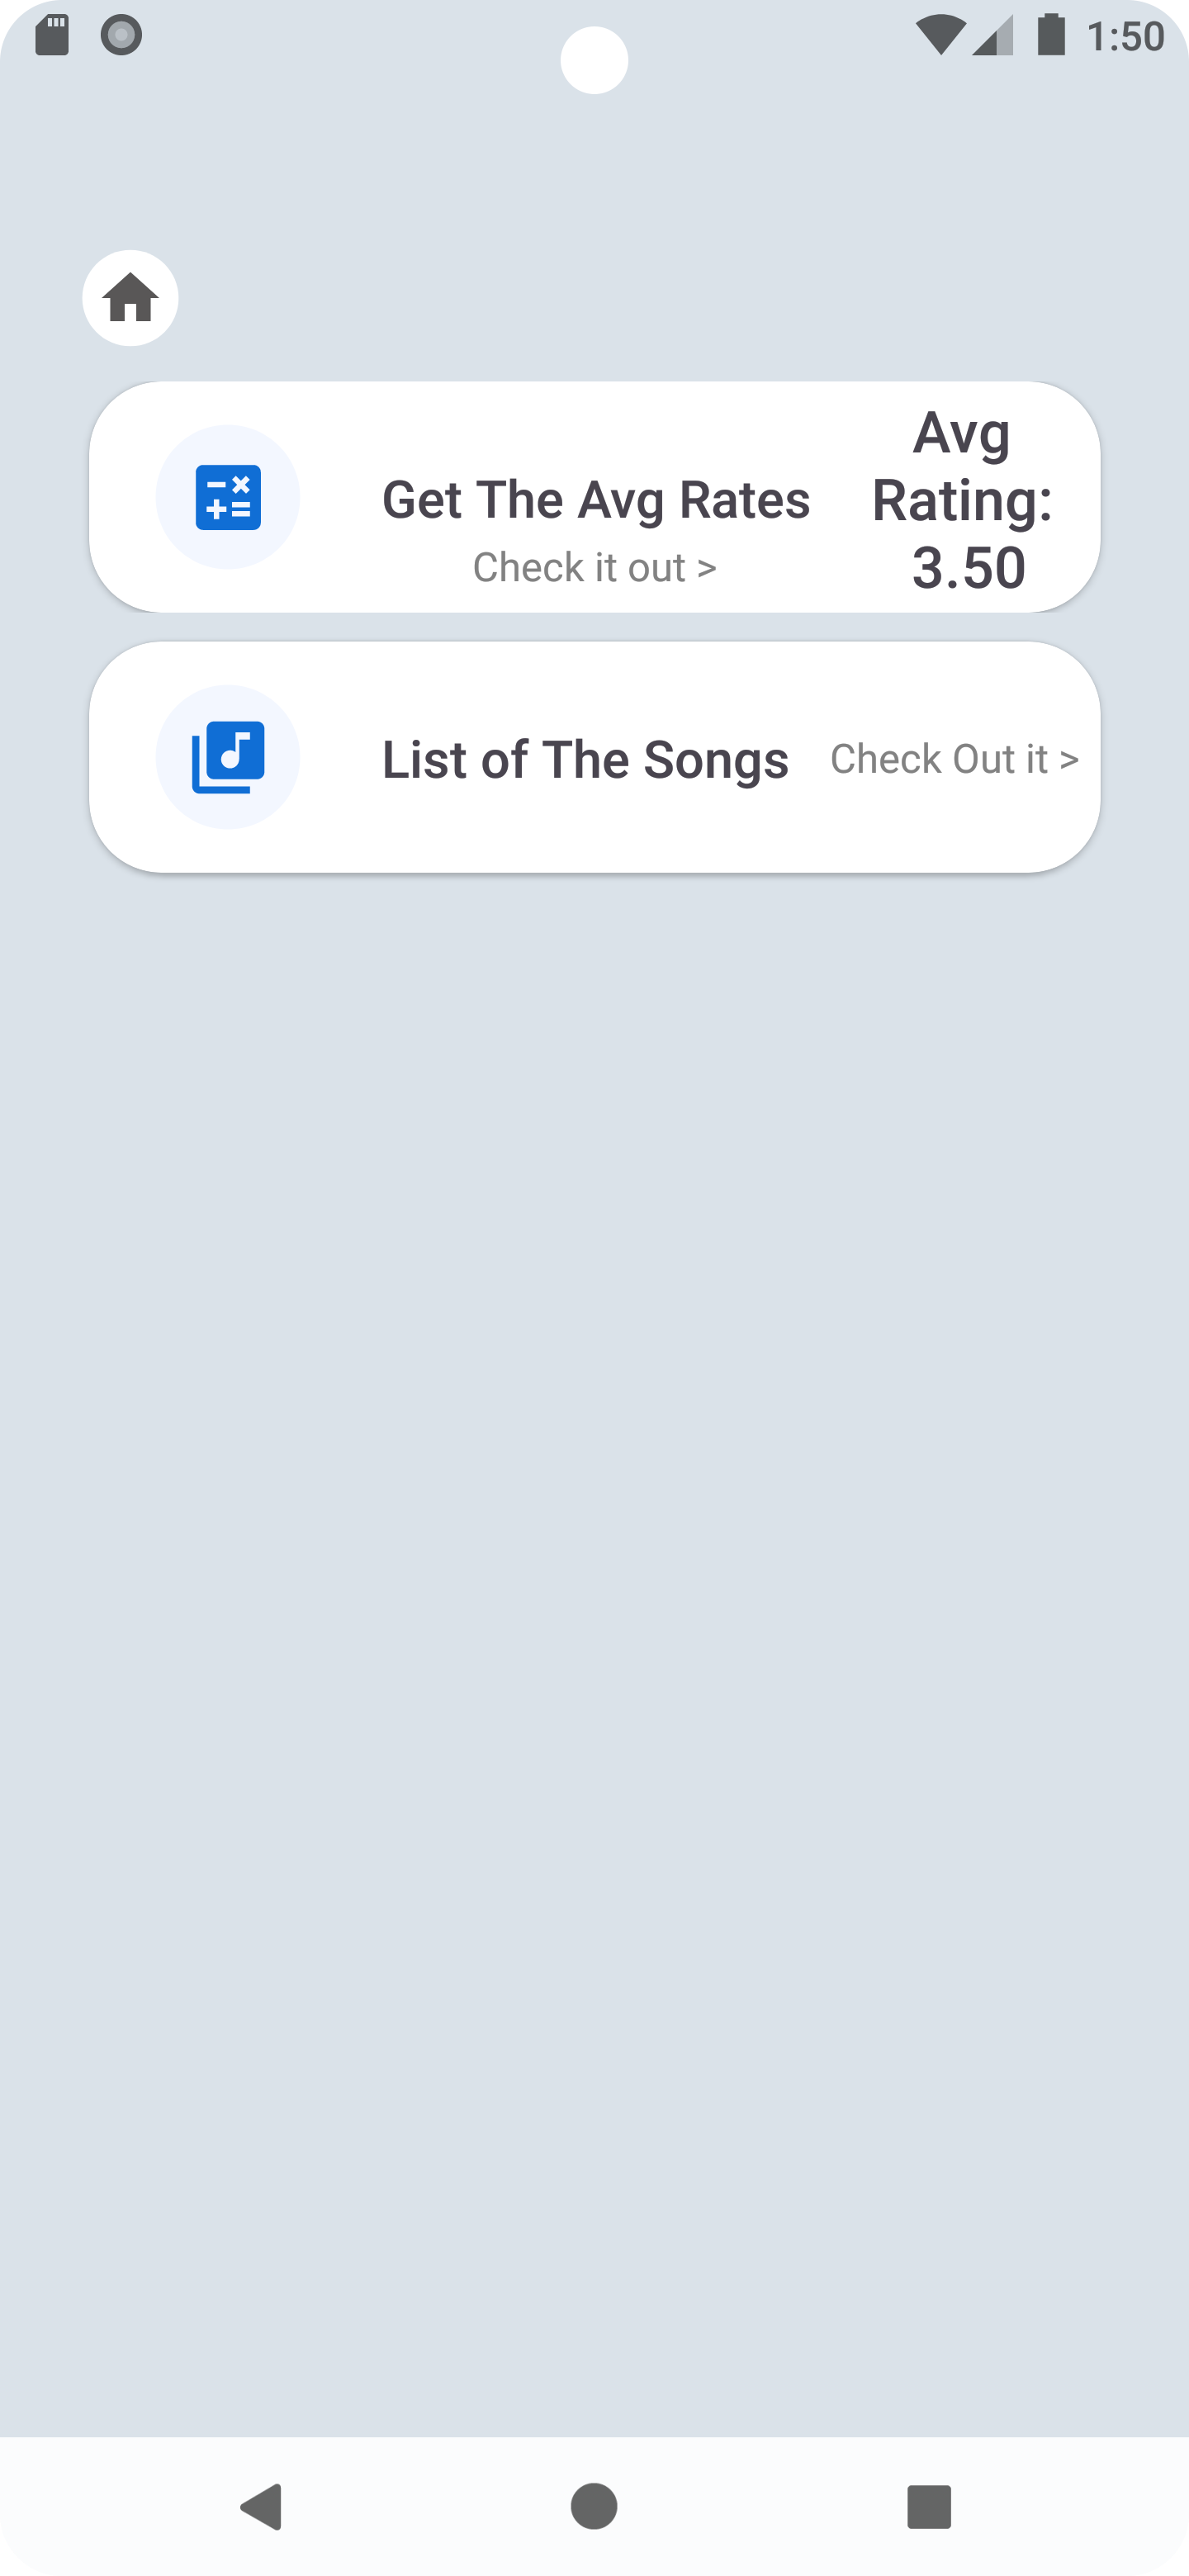 1:50
Get The Avg Rates
Check it out >
Avg
Rating:
3.50
List of The Songs
Check Out it >